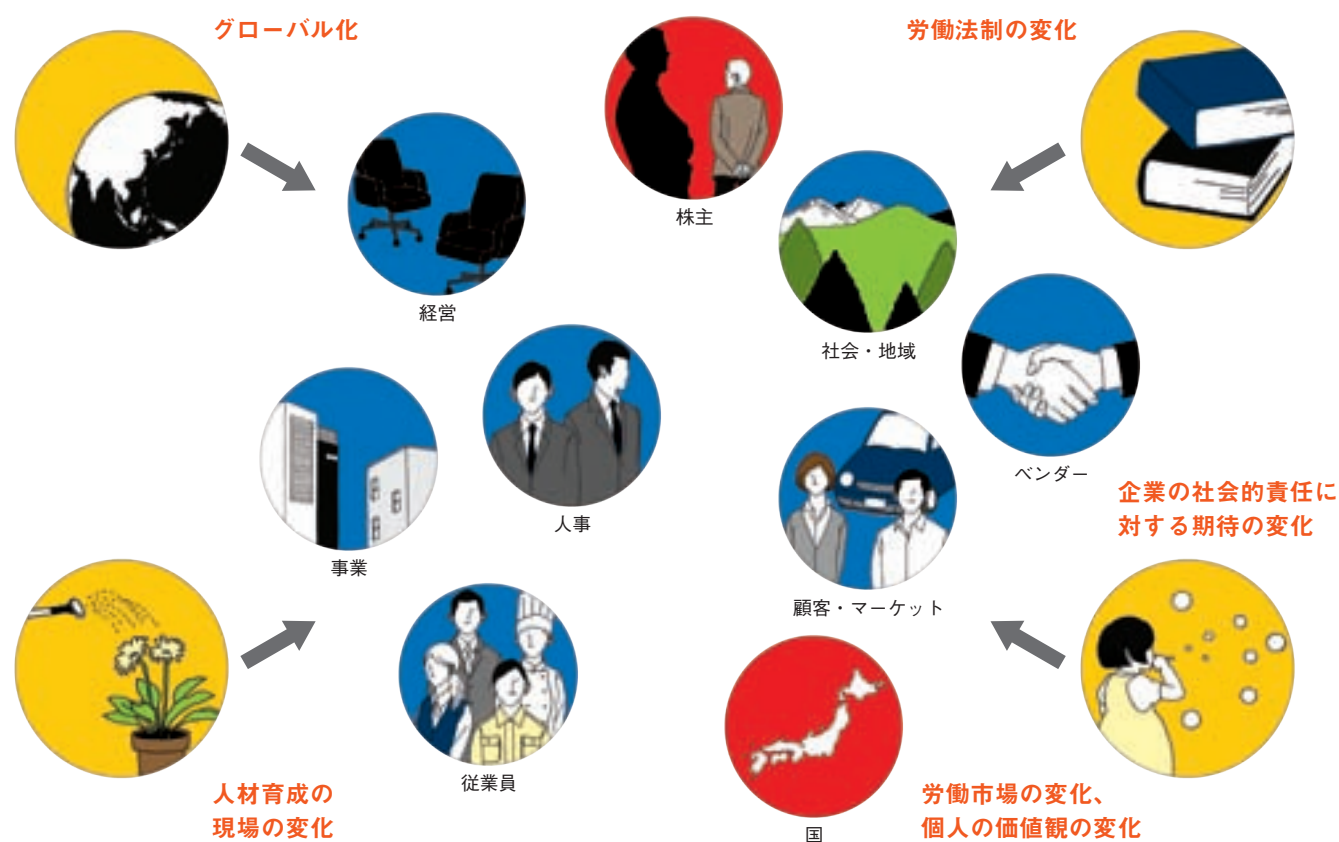 グローバル化
労働法制の変化
株主
経営
社会・地域
ベンダー
人事
事業
企業の社会的責任に
対する期待の変化
顧客・マーケット
従業員
人材育成の
現場の変化
労働市場の変化、
個人の価値観の変化
国